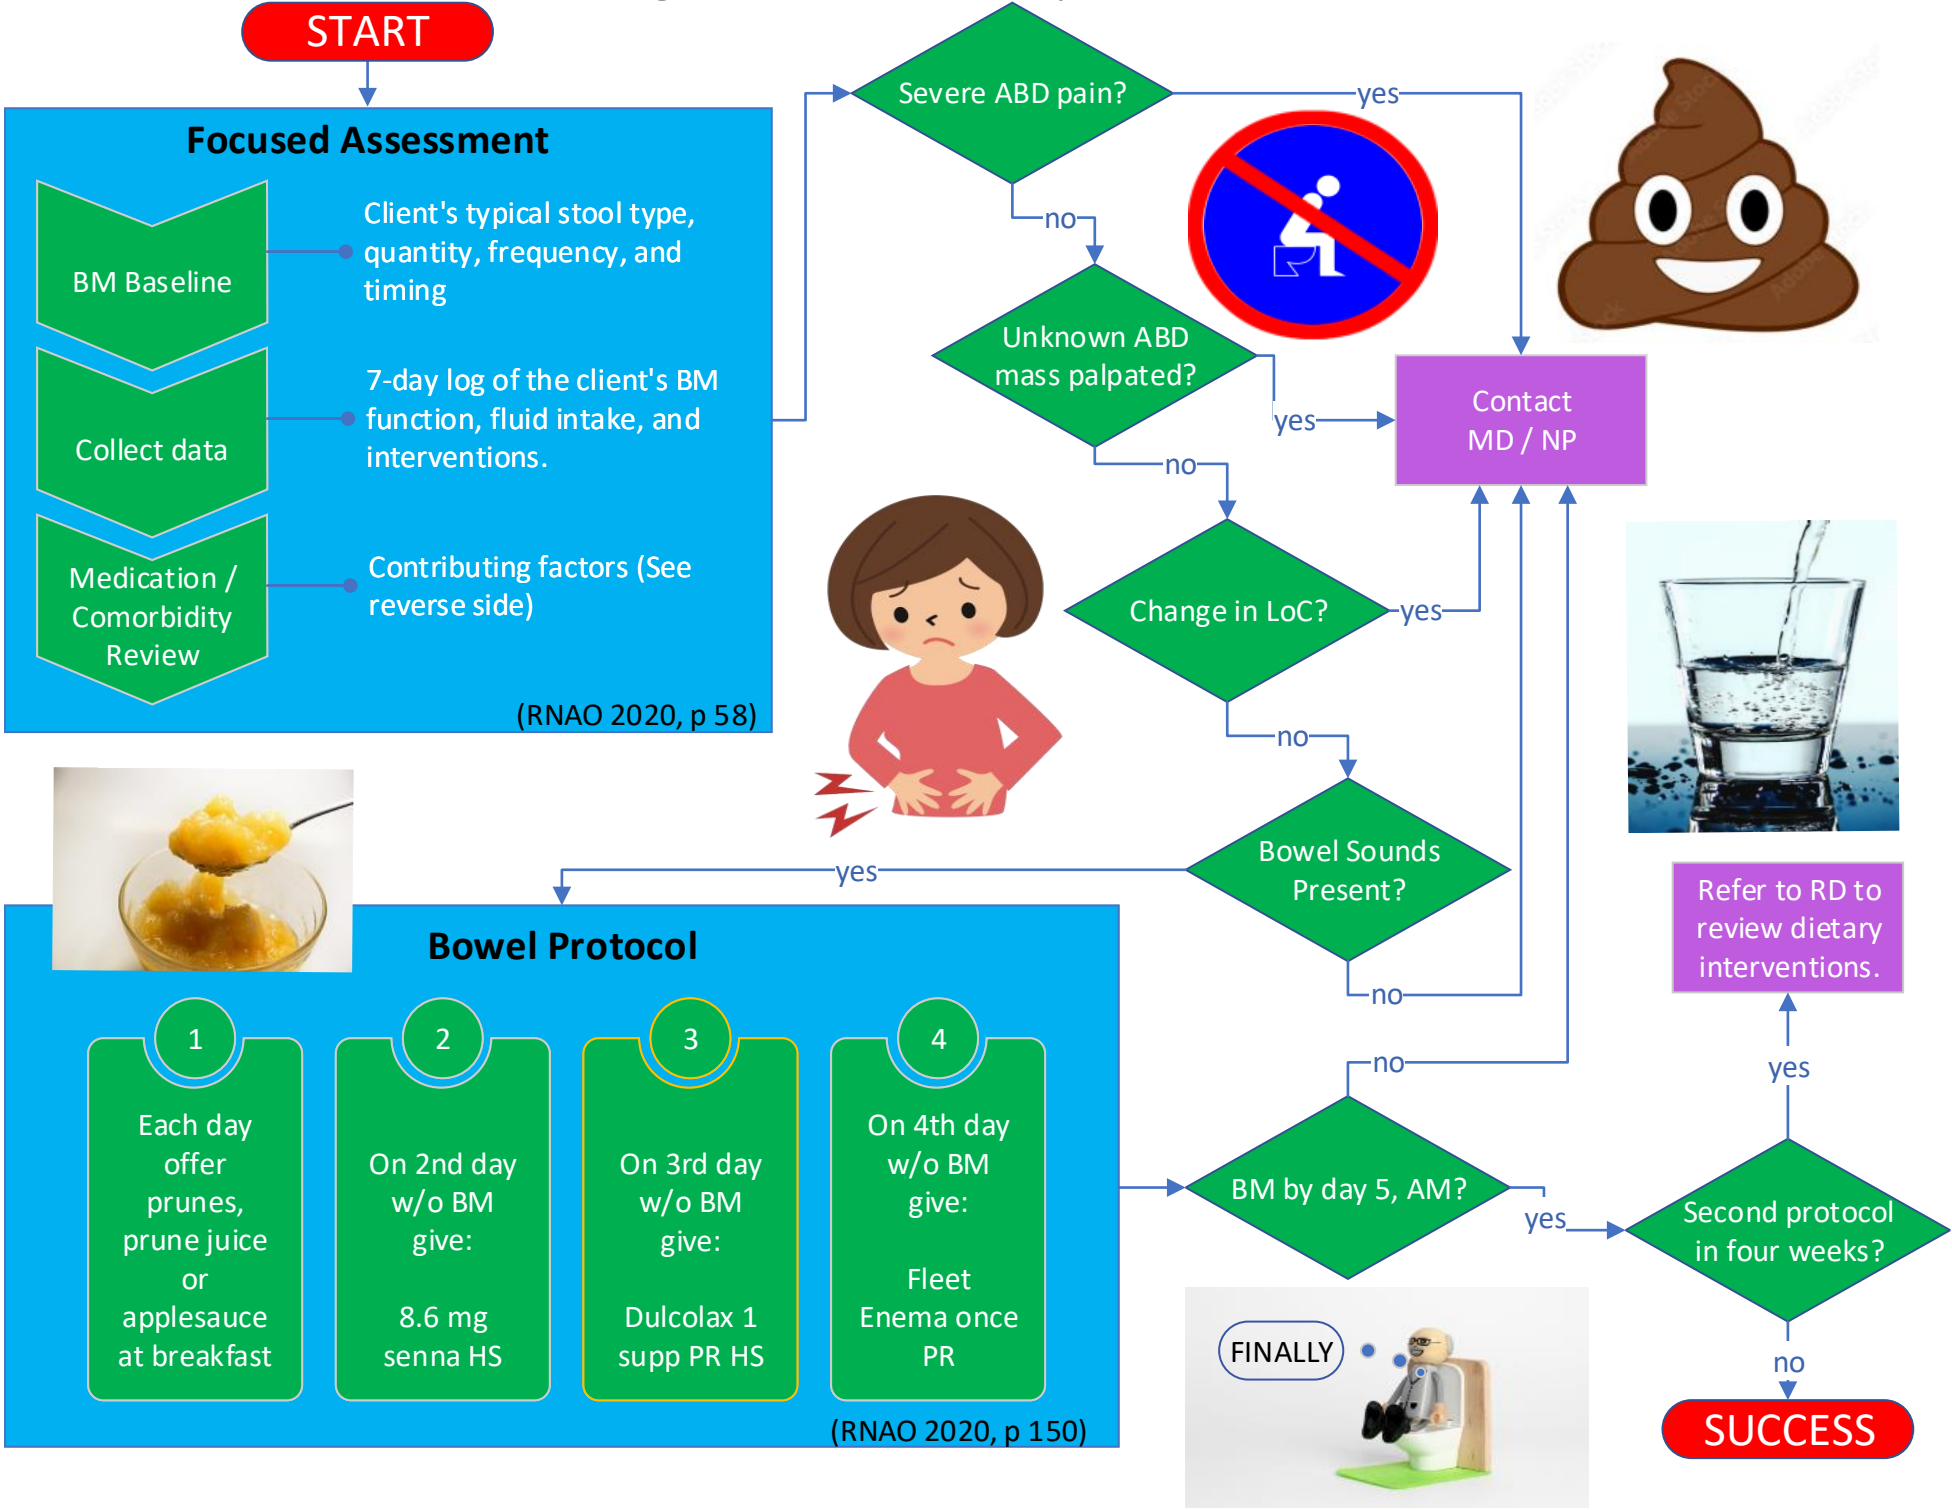 START
Focused Assessment
BM Baseline
Client's typical stool type,
quantity, frequency, and
timing
Collect data
7-day log of the client's BM
function, fluid intake, and
interventions.
Medication /
Comorbidity
Review
Contributing factors (See
reverse side)
(RNAO 2020, p 58)
Severe ABD pain?
yes
no
Unknown ABD
mass palpated?
yes
no
Contact
MD / NP
Change in LoC?
yes
no
Bowel Sounds
Present?
yes
no
Bowel Protocol
1
Each day
offer
prunes,
prune juice
or
applesauce
at breakfast
2
On 2nd day
w/o BM
give:
8.6 mg
senna HS
3
On 3rd day
w/o BM
give:
Dulcolax 1
supp PR HS
4
On 4th day
w/o BM
give:
Fleet
Enema once
PR
(RNAO 2020, p 150)
BM by day 5, AM?
no
yes
Second protocol
in four weeks?
yes
Refer to RD to
review dietary
interventions.
no
SUCCESS
FINALLY